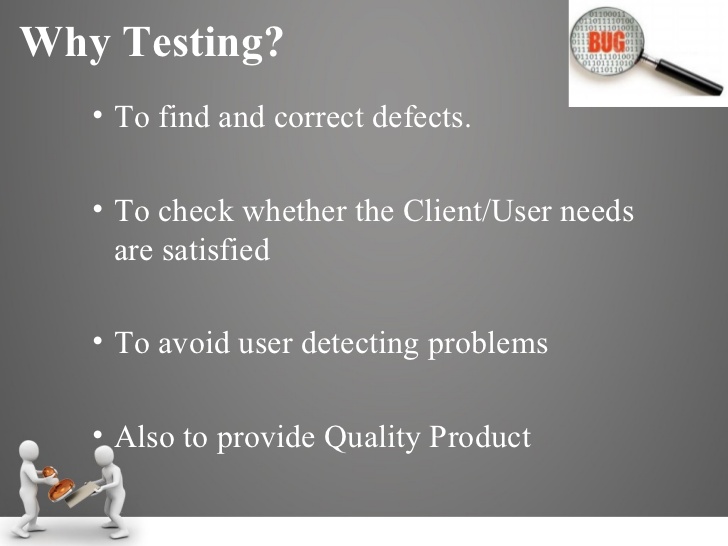 Why Testing?
BUG
• To find and correct defects.
• To check whether the Client/User needs
are satisfied
• To avoid user detecting problems
• Also to provide Quality Product